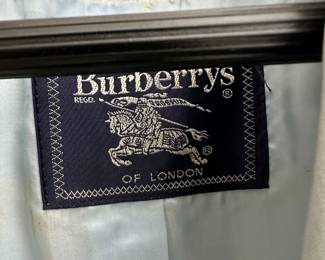 Burberrys
REGD.
®
OF LONDON